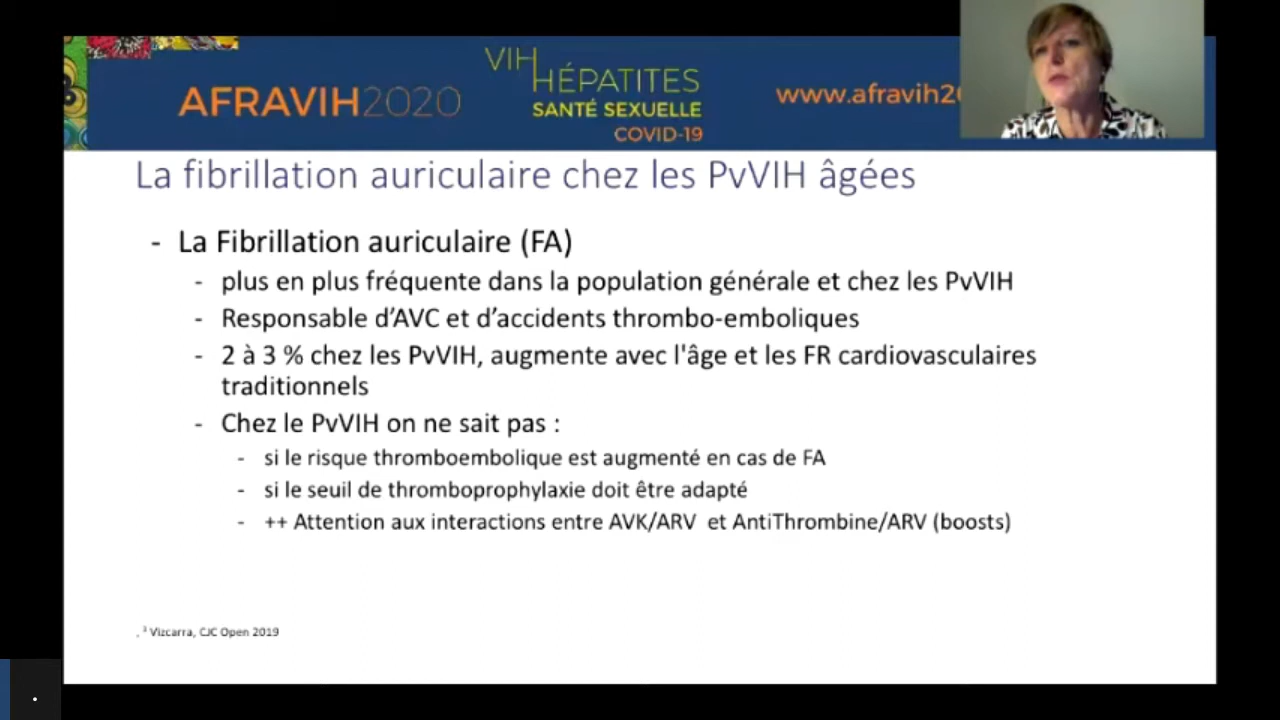 VIH
HÉPATITES
AFRAVIH2020
SANTÉ SEXUELLE
COVID-19
www.afravih2
La fibrillation auriculaire chez les PvVIH âgées
- La Fibrillation auriculaire (FA)
- plus en plus fréquente dans la population générale et chez les PvVIH
- Responsable d’AVC et d’accidents thrombo-emboliques
- 2 à 3 % chez les PvVIH, augmente avec l'âge et les FR cardiovasculaires
traditionnels
- Chez le PvVIH on ne sait pas :
- si le risque thromboembolique est augmenté en cas de FA
- si le seuil de thromboprophylaxie doit être adapté
- ++ Attention aux interactions entre AVK/ARV et AntiThrombine/ARV (boosts)
. ³ Vizcarra, CJC Open 2019